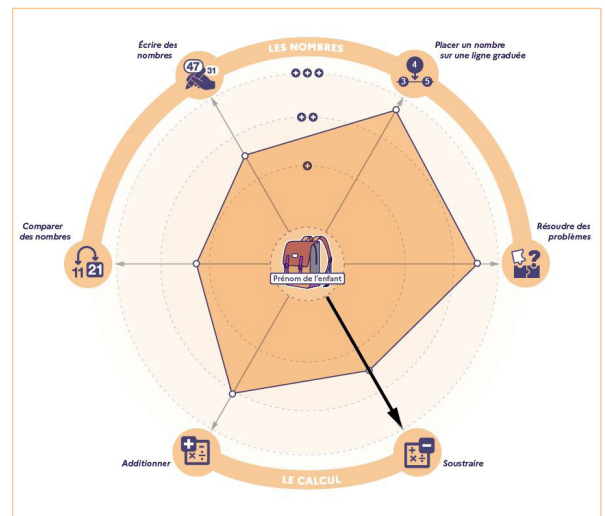 LES NOMBRES
Écrire des
nombres
47
31
Placer un nombre
sur une ligne graduée
4
3
5
+++
++
+
Comparer
des nombres
11 21
Résoudre des
problèmes
?
Prénom de l'enfant
Additionner
+
+
× ÷
Soustraire
−
+
× ÷
LE CALCUL